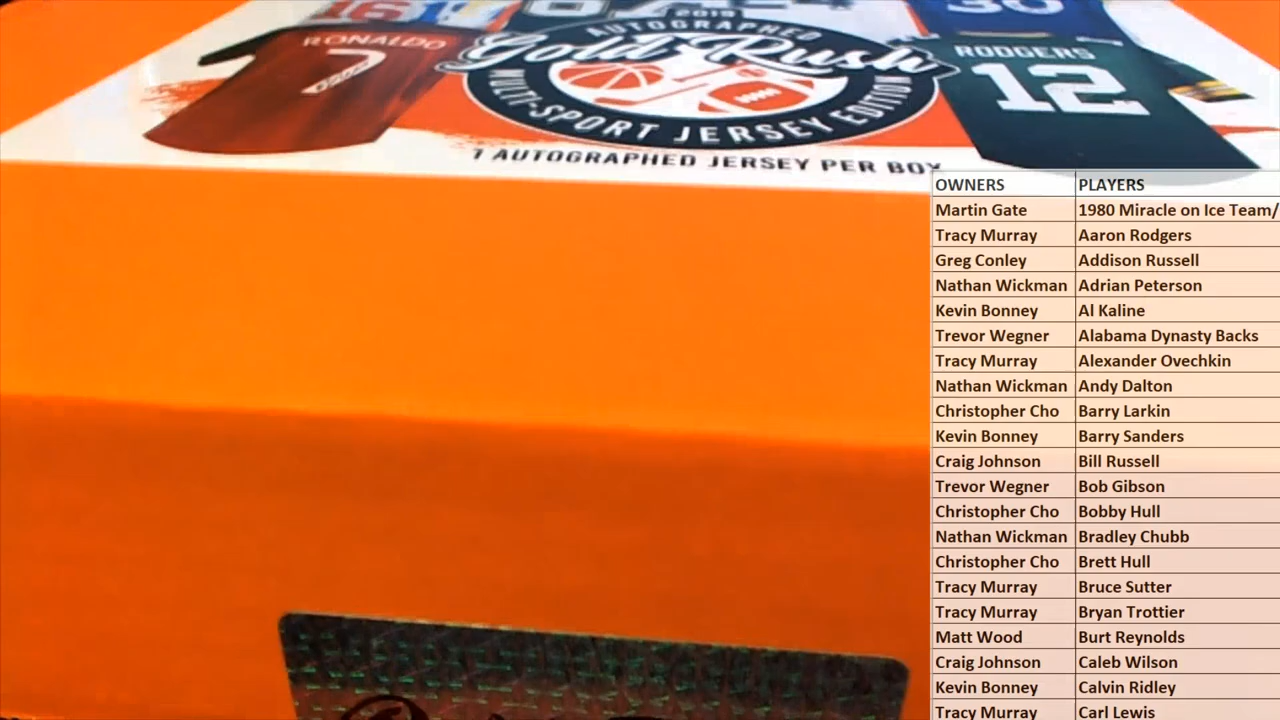 16
30
2019
AUTOGRAPHED
Gold Rush
MULTI-SPORT JERSEY EDITION
RONALDO
7
RODGERS
12
1 AUTOGRAPHED JERSEY PER BOX
OWNERS PLAYERS
Martin Gate 1980 Miracle on Ice Team/
Tracy Murray Aaron Rodgers
Greg Conley Addison Russell
Nathan Wickman Adrian Peterson
Kevin Bonney Al Kaline
Trevor Wegner Alabama Dynasty Backs
Tracy Murray Alexander Ovechkin
Nathan Wickman Andy Dalton
Christopher Cho Barry Larkin
Kevin Bonney Barry Sanders
Craig Johnson Bill Russell
Trevor Wegner Bob Gibson
Christopher Cho Bobby Hull
Nathan Wickman Bradley Chubb
Christopher Cho Brett Hull
Tracy Murray Bruce Sutter
Tracy Murray Bryan Trottier
Matt Wood Burt Reynolds
Craig Johnson Caleb Wilson
Kevin Bonney Calvin Ridley
Tracy Murray Carl Lewis